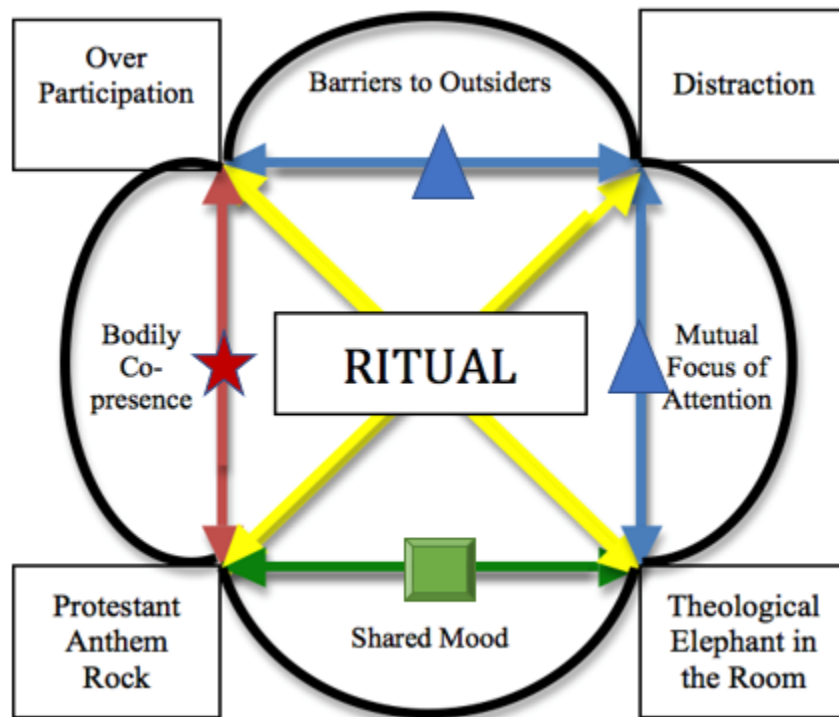 Over
Participation
Barriers to Outsiders
Distraction
Bodily
Co-
presence
RITUAL
Mutual
Focus of
Attention
Protestant
Anthem
Rock
Shared Mood
Theological
Elephant in
the Room